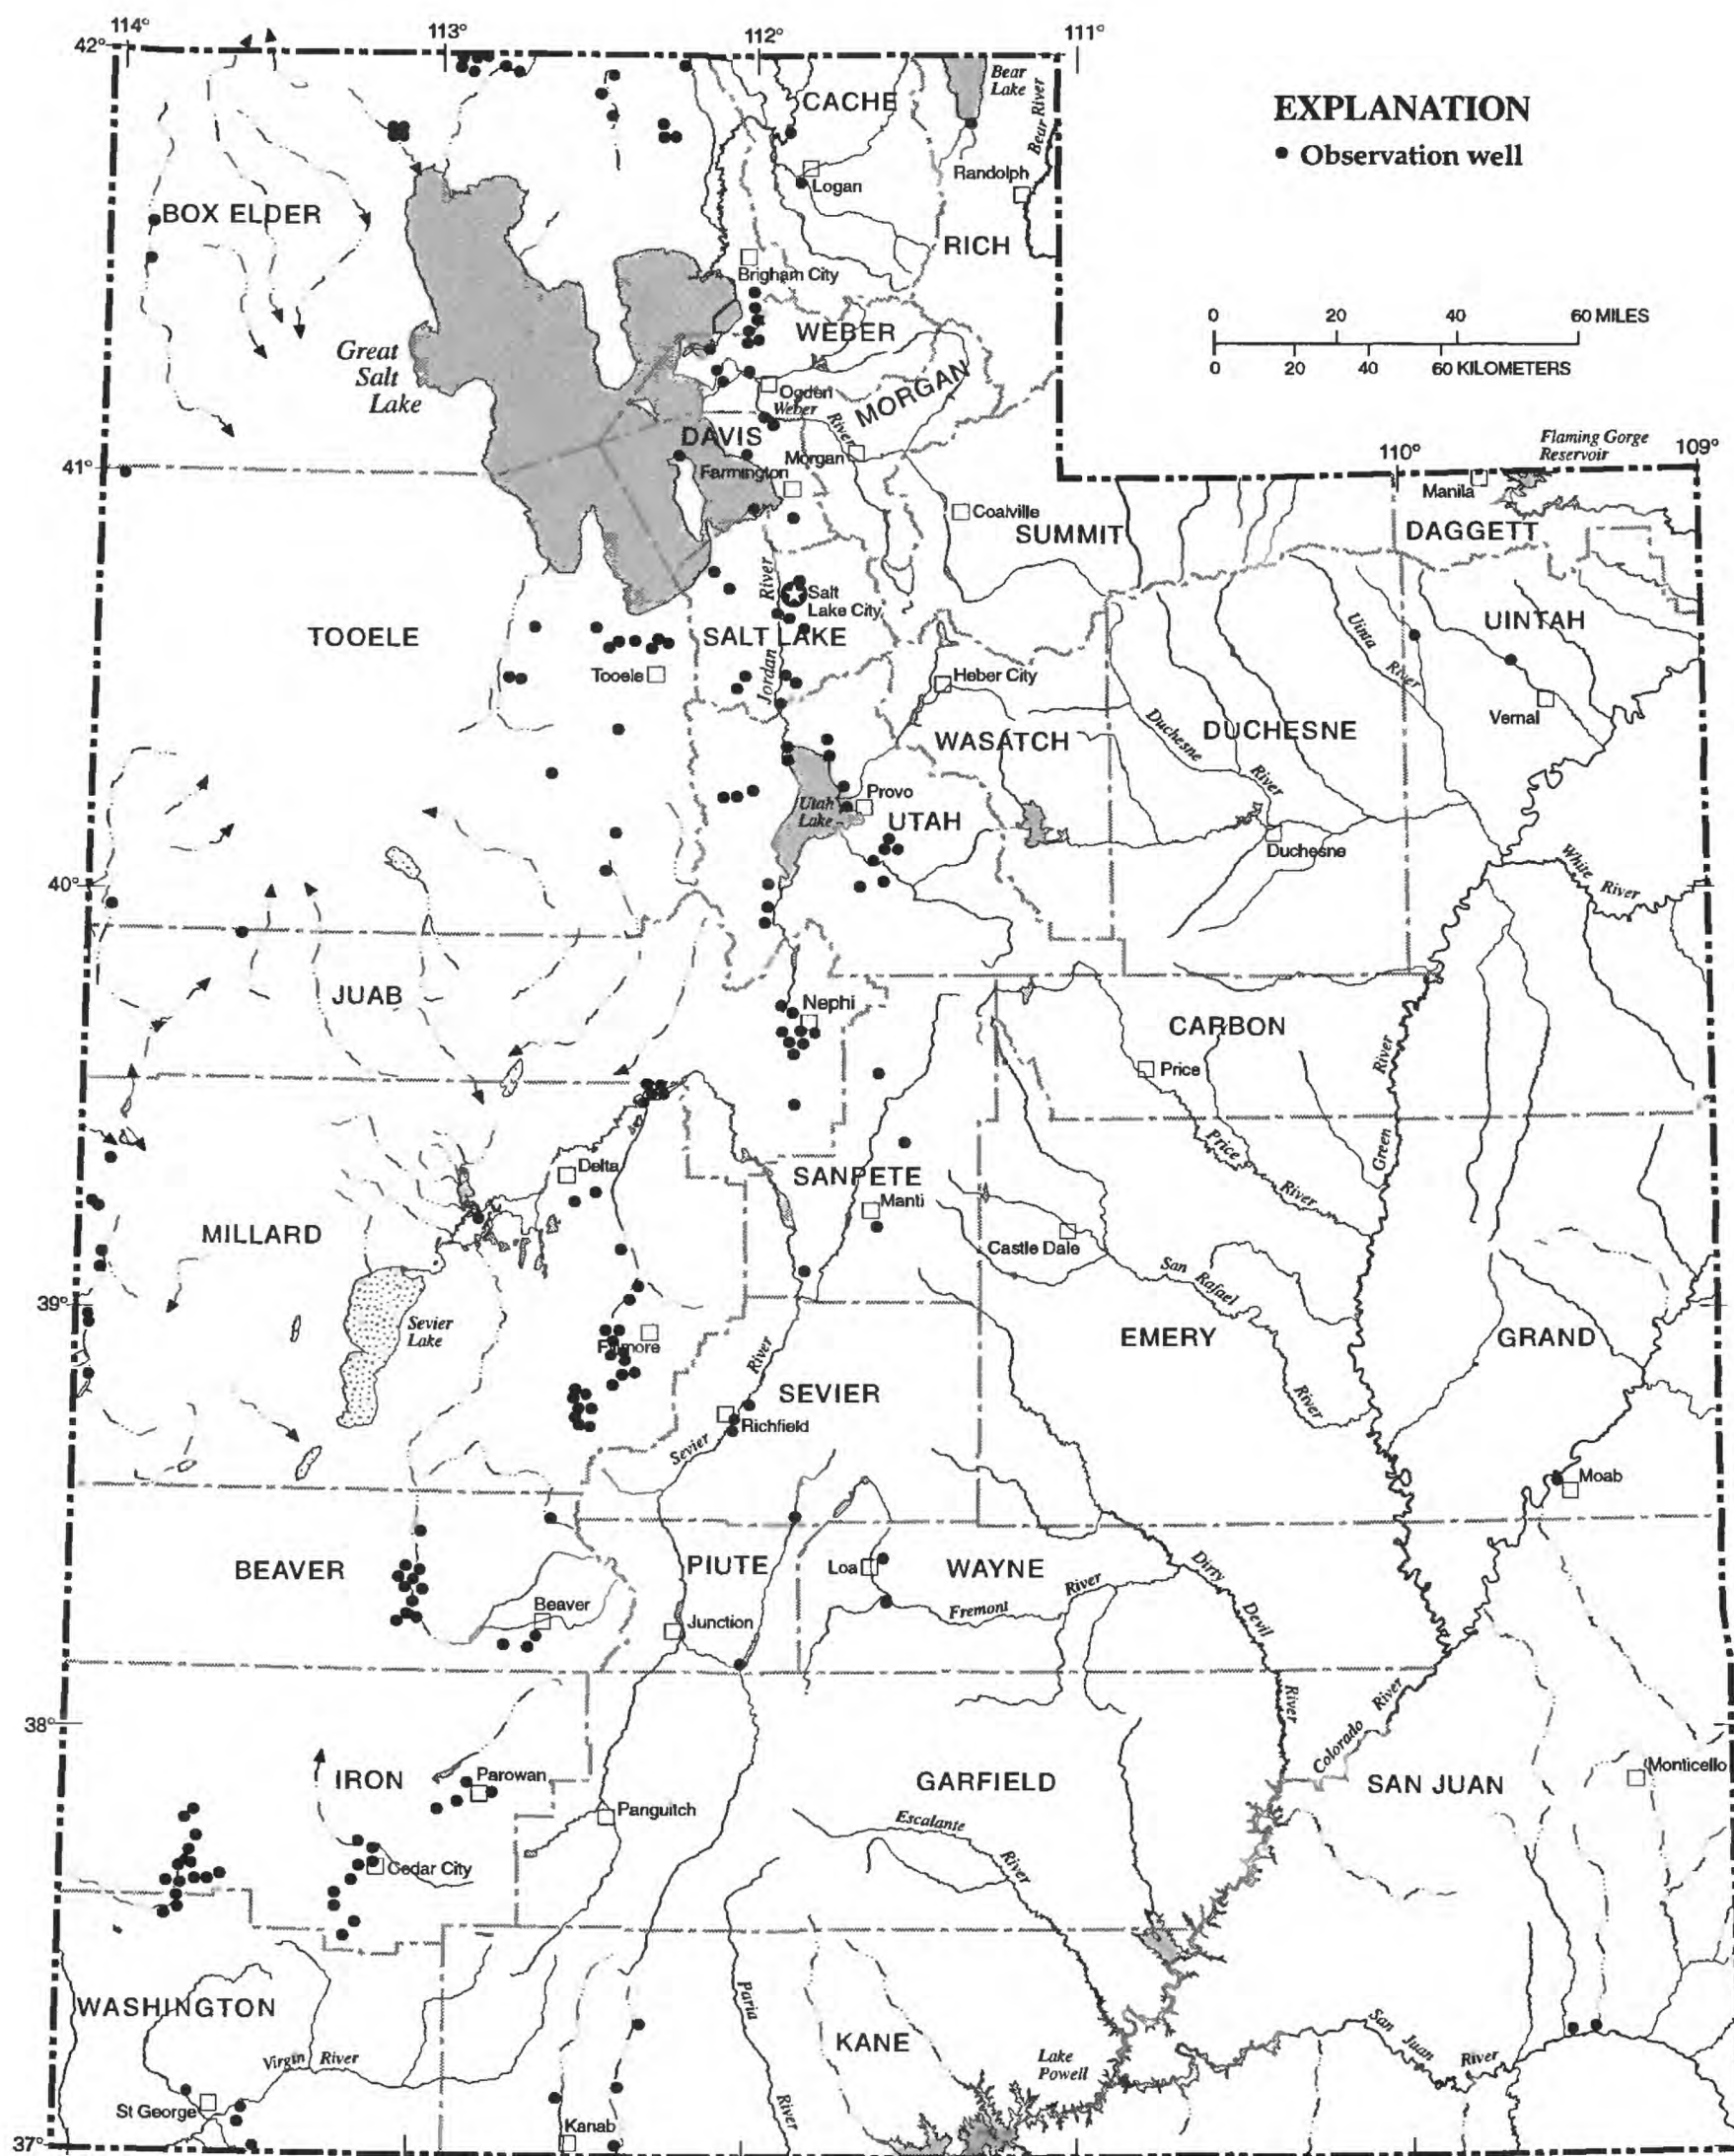 114°
113°
112°
111°
42°
Bear
Lake
Bear River
CACHE
EXPLANATION
Observation well
Logan
Randolph
BOX ELDER
RICH
Brigham City
0 20 40 60 MILES
0 20 40 60 KILOMETERS
WEBER
Great
Salt
Lake
Ogden
Weber
River
MORGAN
DAVIS
Morgan
Farmington
41°
110°
Flaming Gorge
Reservoir
109°
Manila
Coalville
SUMMIT
DAGGETT
River
Jordan
Salt
Lake City
TOOELE
SALT LAKE
Tooele
Uinta
River
UINTAH
Heber City
Vernal
WASATCH
Duchesne
River
DUCHESNE
Utah
Lake
Provo
UTAH
Duchesne
White
River
40°
JUAB
Nephi
CARBON
Price
Green
River
Price
River
Delta
SANPETE
Manti
MILLARD
Castle Dale
San Rafael
River
39°
Sevier
Lake
Fillmore
EMERY
GRAND
River
Sevier
SEVIER
Richfield
Moab
BEAVER
PIUTE
Loa
WAYNE
Dirty
Devil
River
Beaver
Junction
Fremont
River
38°
Colorado
River
IRON
Parowan
GARFIELD
SAN JUAN
Monticello
Panguitch
Escalante
River
Cedar City
WASHINGTON
Paria
River
KANE
San Juan
River
Virgin River
Lake
Powell
St George
Kanab
37°